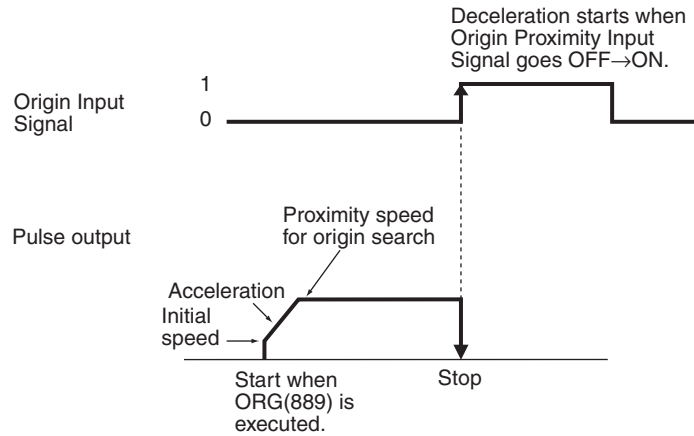 Deceleration starts when
Origin Proximity Input
Signal goes OFF→ON.
Origin Input
Signal
1
0
Pulse output
Proximity speed
for origin search
Acceleration
Initial
speed
Start when
ORG(889) is
executed.
Stop